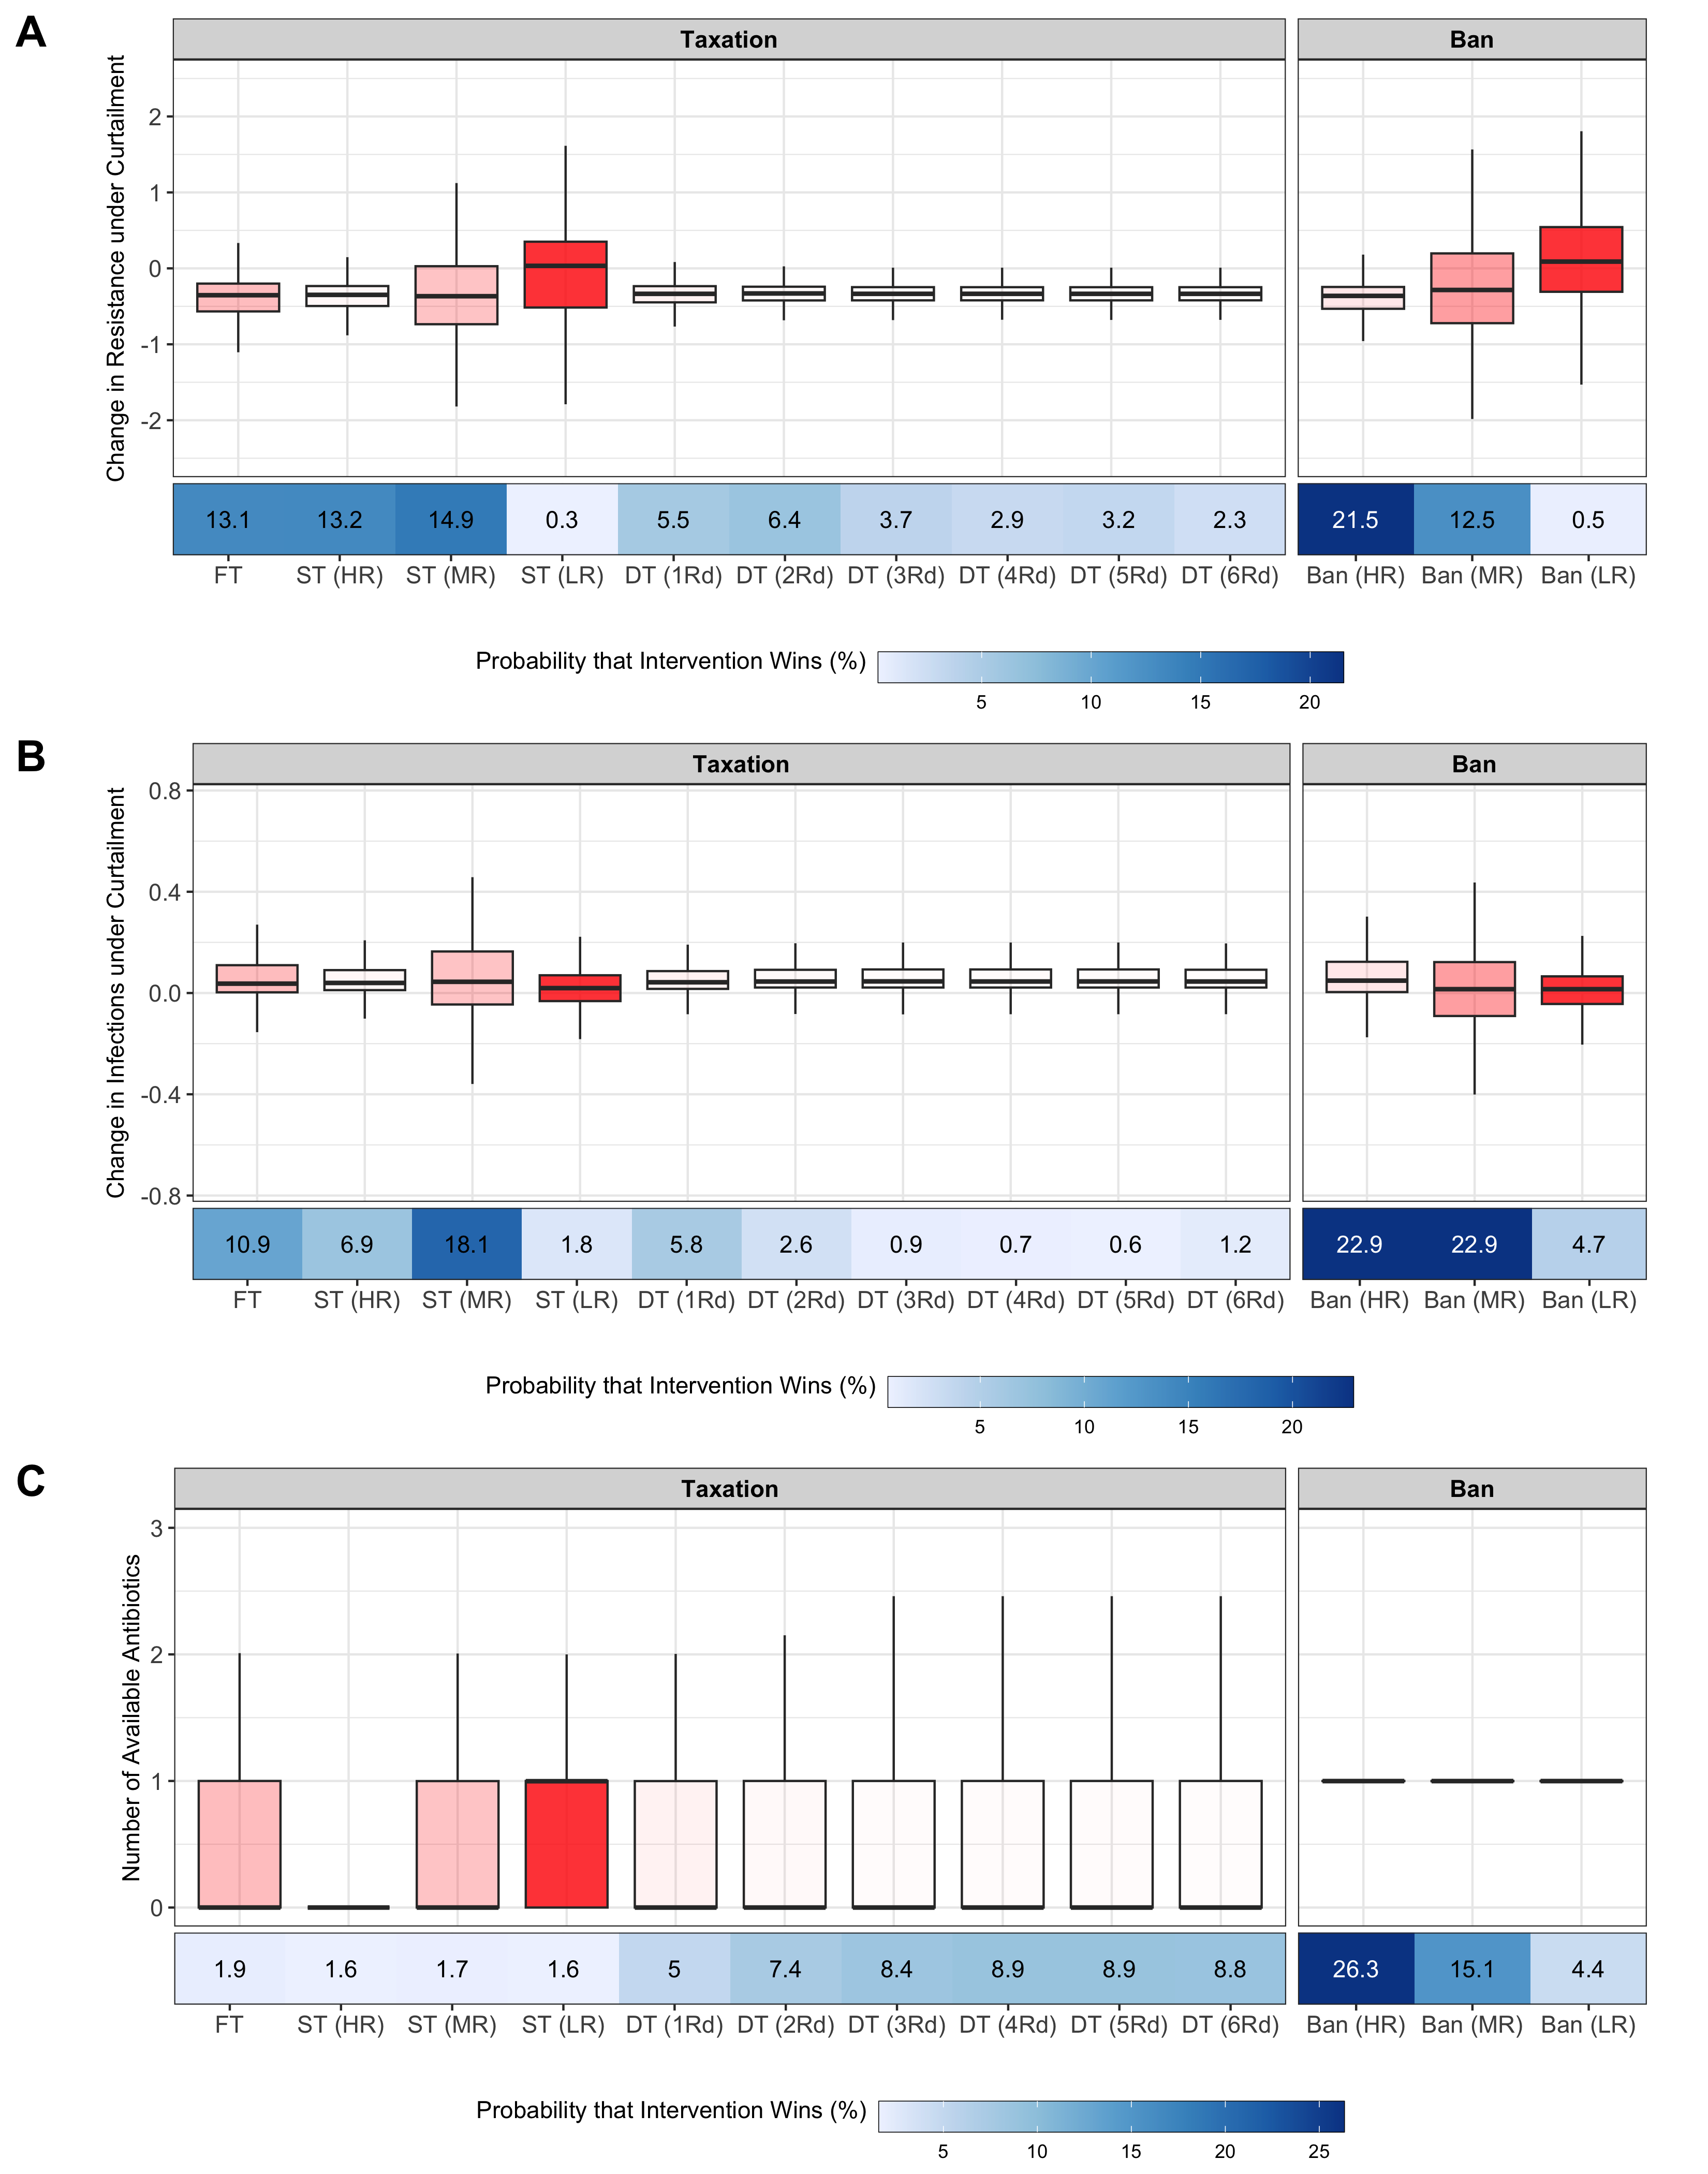 A
Taxation
Ban
Change in Resistance under Curtailment
2
1
0
-1
-2
13.1 13.2 14.9 0.3 5.5 6.4 3.7 2.9 3.2 2.3 21.5 12.5 0.5
FT ST (HR) ST (MR) ST (LR) DT (1Rd) DT (2Rd) DT (3Rd) DT (4Rd) DT (5Rd) DT (6Rd) Ban (HR) Ban (MR) Ban (LR)
Probability that Intervention Wins (%)
5 10 15 20
B
Taxation
Ban
Change in Infections under Curtailment
0.8
0.4
0.0
-0.4
-0.8
10.9 6.9 18.1 1.8 5.8 2.6 0.9 0.7 0.6 1.2 22.9 22.9 4.7
FT ST (HR) ST (MR) ST (LR) DT (1Rd) DT (2Rd) DT (3Rd) DT (4Rd) DT (5Rd) DT (6Rd) Ban (HR) Ban (MR) Ban (LR)
Probability that Intervention Wins (%)
5 10 15 20
C
Taxation
Ban
Number of Available Antibiotics
3
2
1
0
1.9 1.6 1.7 1.6 5 7.4 8.4 8.9 8.9 8.8 26.3 15.1 4.4
FT ST (HR) ST (MR) ST (LR) DT (1Rd) DT (2Rd) DT (3Rd) DT (4Rd) DT (5Rd) DT (6Rd) Ban (HR) Ban (MR) Ban (LR)
Probability that Intervention Wins (%)
5 10 15 20 25